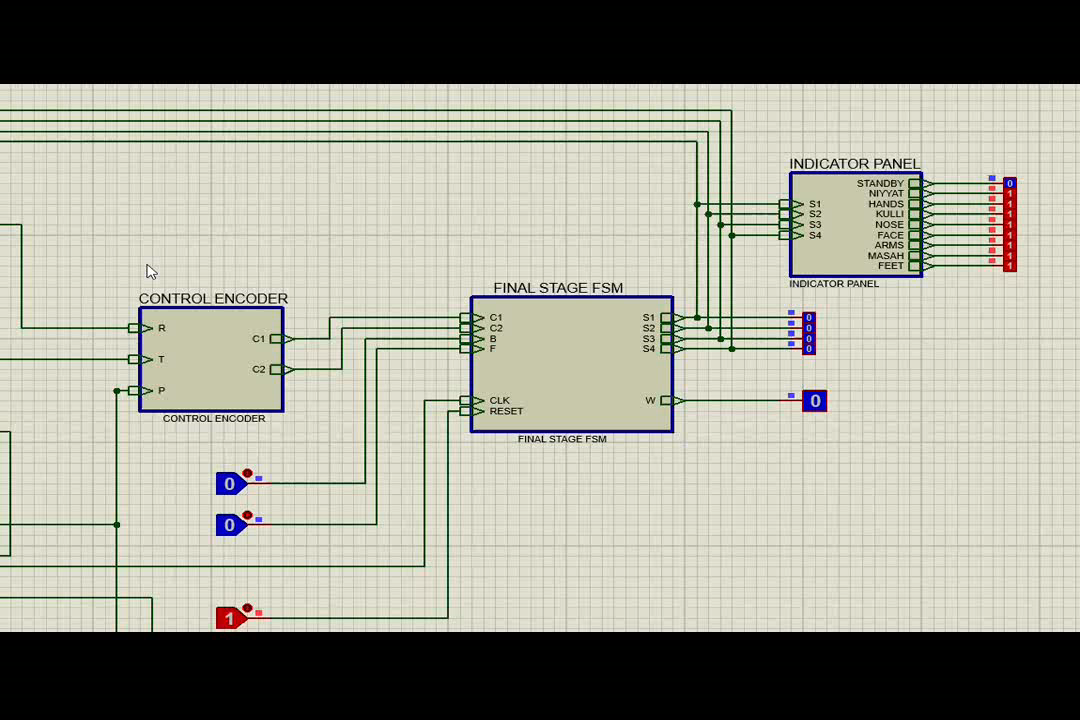 INDICATOR PANEL
STANDBY 0
NIYYAT 1
S1 HANDS 1
S2 KULLI 1
S3 NOSE 1
S4 FACE 1
ARMS 1
MASAH 1
FEET 1
INDICATOR PANEL
CONTROL ENCODER
R
C1
T
C2
P
CONTROL ENCODER
FINAL STAGE FSM
C1 S1 0
C2 S2 0
B S3 0
F S4 0
CLK W 0
RESET
FINAL STAGE FSM
0
0
1